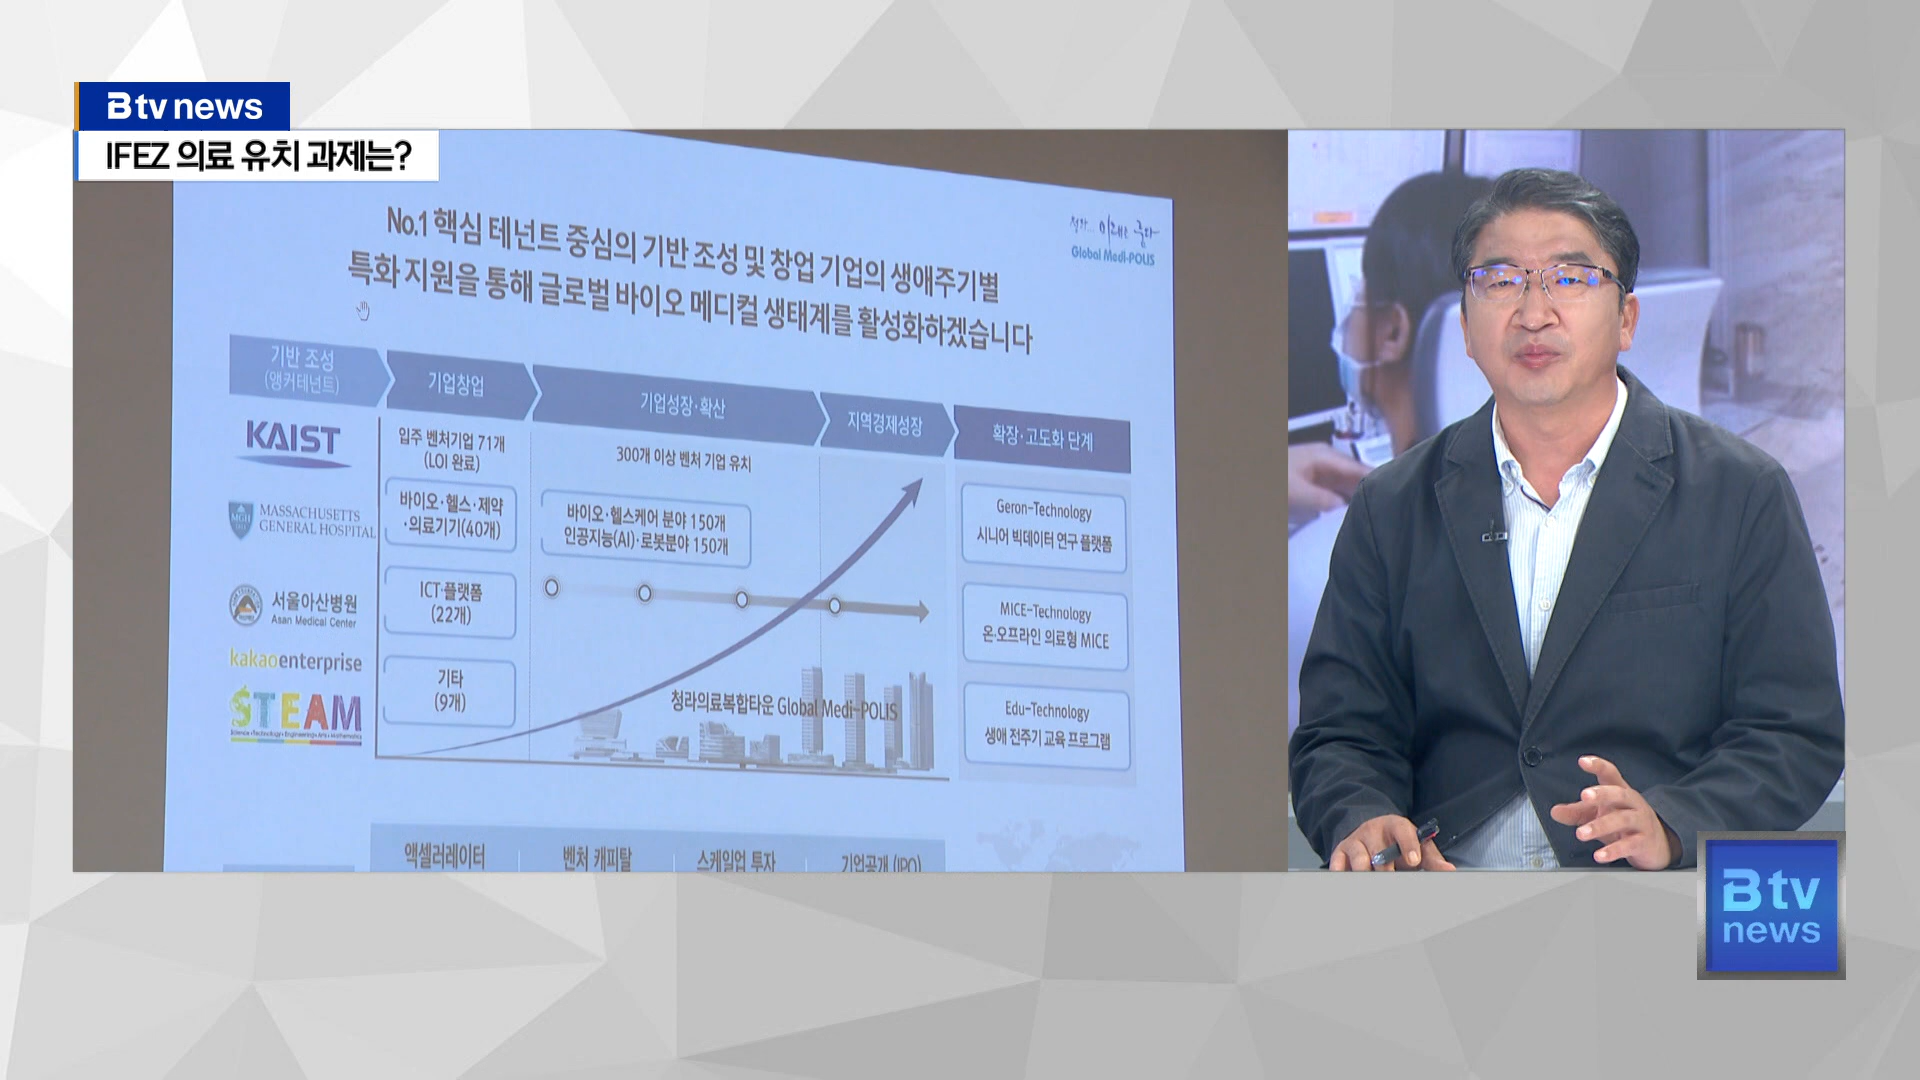 B tv news
IFEZ 의료 유치 과제는?
No.1 핵심 테넌트 중심의 기반 조성 및 창업 기업의 생애주기별
특화 지원을 통해 글로벌 바이오 메디컬 생태계를 활성화하겠습니다
Global Medi-POLIS
기반 조성
(앵커테넌트)
기업창업
기업성장·확산
지역경제성장
확장·고도화 단계
KAIST
MGH
MASSACHUSETTS
GENERAL HOSPITAL
서울아산병원
Asan Medical Center
kakaoenterprise
STEAM
Science•Technology•Engineering•Arts•Mathematics
입주 벤처기업 71개
(LOI 완료)
바이오·헬스·제약
·의료기기(40개)
ICT·플랫폼
(22개)
기타
(9개)
300개 이상 벤처 기업 유치
바이오·헬스케어 분야 150개
인공지능(AI)·로봇분야 150개
청라의료복합타운 Global Medi-POLIS
Geron-Technology
시니어 빅데이터 연구 플랫폼
MICE-Technology
온·오프라인 의료형 MICE
Edu-Technology
생애 전주기 교육 프로그램
액셀러레이터
벤처 캐피탈
스케일업 투자
기업공개 (IPO)
B tv
news